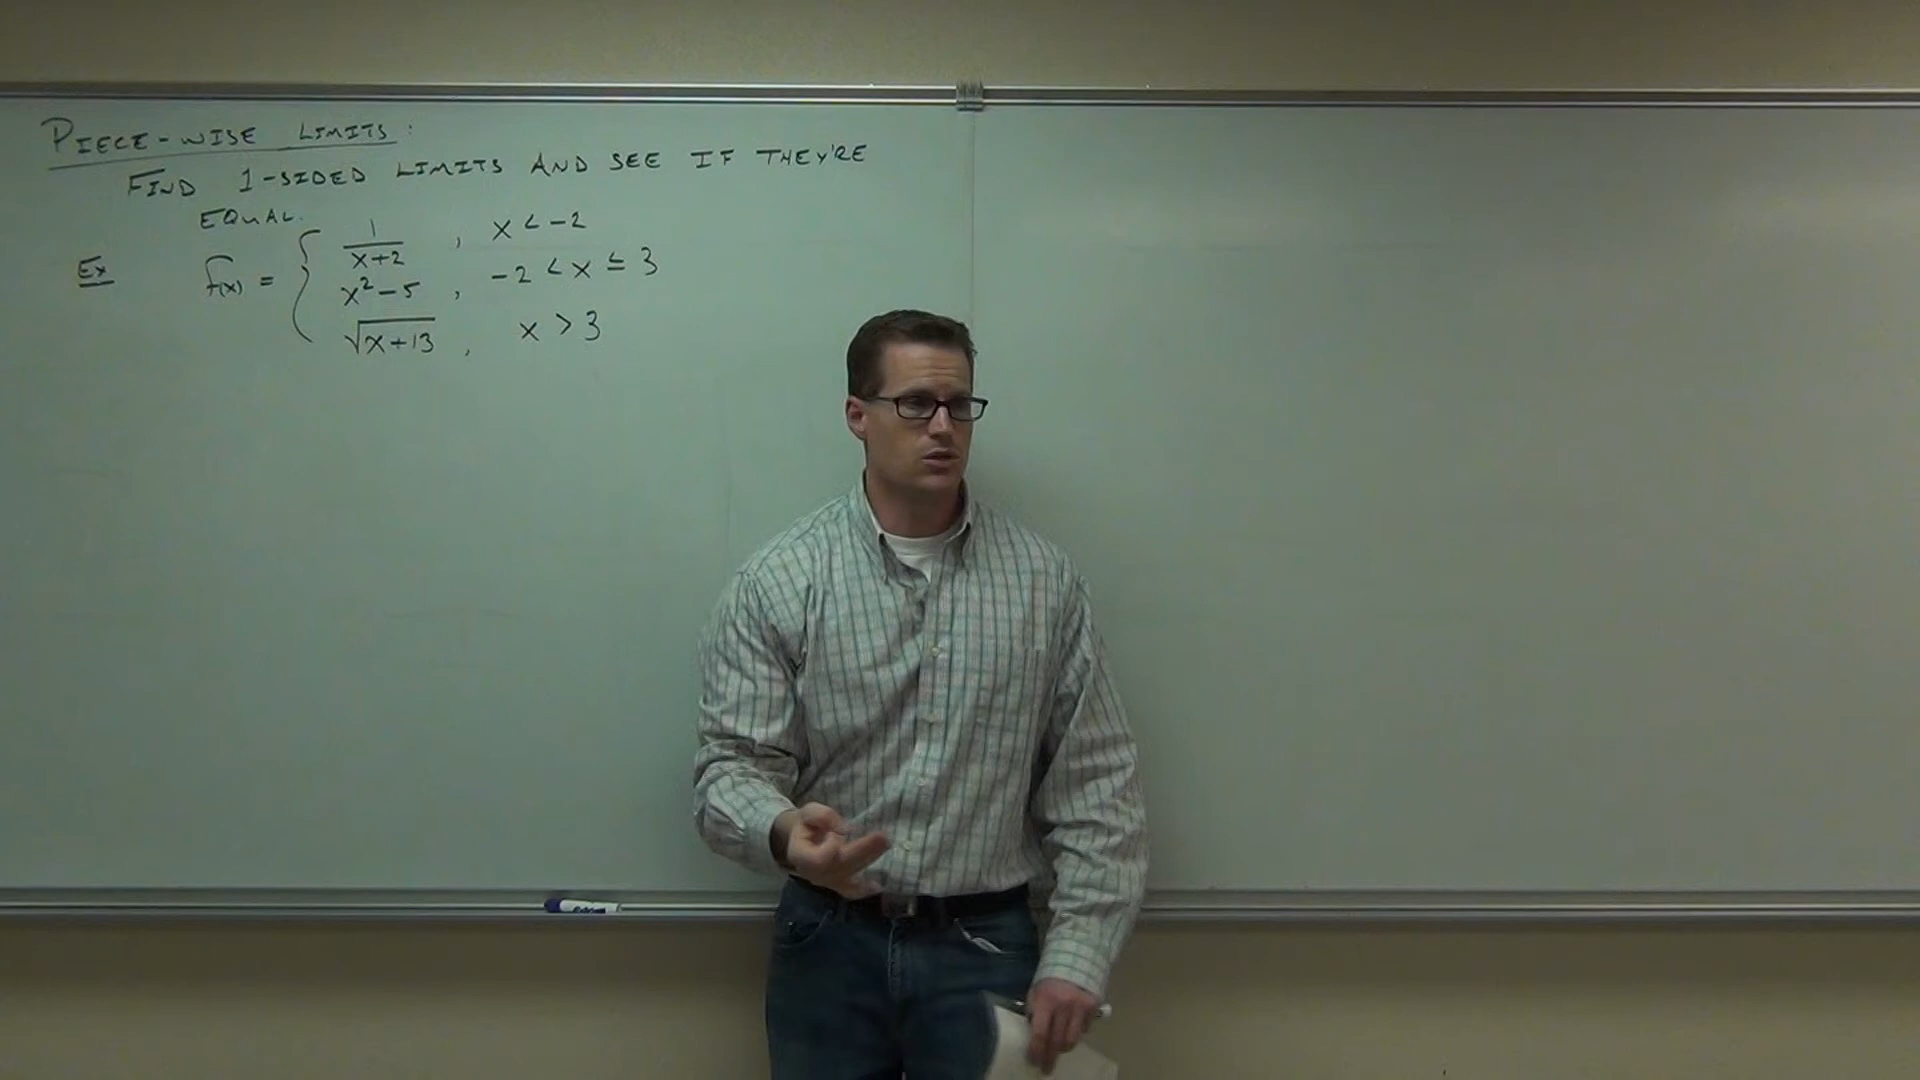 PIECE-WISE LIMITS:
FIND 1-SIDED LIMITS AND SEE IF THEY'RE
EQUAL.
Ex f(x) = { 1/(x+2) , x < -2
x² - 5 , -2 < x ≤ 3
√(x+13) , x > 3